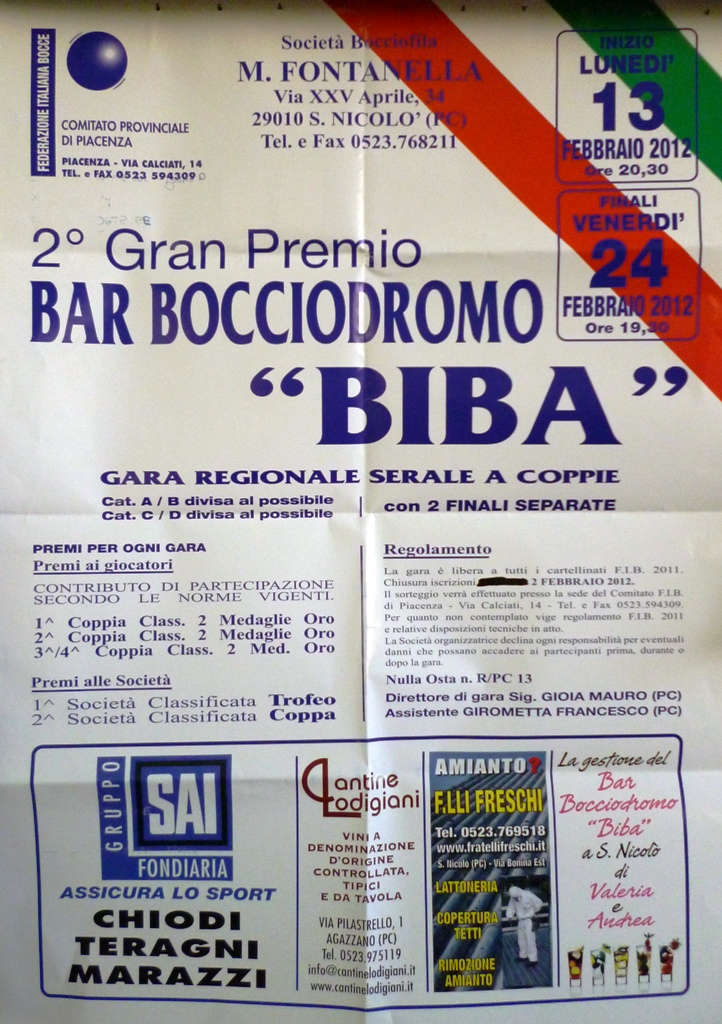 FEDERAZIONE ITALIANA BOCCE
COMITATO PROVINCIALE
DI PIACENZA
PIACENZA - VIA CALCIATI, 14
TEL. e FAX 0523 594309
Società Bocciofila
M. FONTANELLA
Via XXV Aprile, 34
29010 S. NICOLO' (PC)
Tel. e Fax 0523.768211
INIZIO
LUNEDI'
13
FEBBRAIO 2012
Ore 20,30
FINALI
VENERDI'
24
FEBBRAIO 2012
Ore 19,30
2° Gran Premio
BAR BOCCIODROMO
“BIBA”
GARA REGIONALE SERALE A COPPIE
Cat. A / B divisa al possibile
Cat. C / D divisa al possibile
con 2 FINALI SEPARATE
PREMI PER OGNI GARA
Premi ai giocatori
CONTRIBUTO DI PARTECIPAZIONE
SECONDO LE NORME VIGENTI.
1^ Coppia Class. 2 Medaglie Oro
2^ Coppia Class. 2 Medaglie Oro
3^/4^ Coppia Class. 2 Med. Oro
Premi alle Società
1^ Società Classificata Trofeo
2^ Società Classificata Coppa
Regolamento
La gara è libera a tutti i cartellinati F.I.B. 2011.
Chiusura iscrizioni 2 FEBBRAIO 2012.
Il sorteggio verrà effettuato presso la sede del Comitato F.I.B.
di Piacenza - Via Calciati, 14 - Tel. e Fax 0523.594309.
Per quanto non contemplato vige regolamento F.I.B. 2011
e relative disposizioni tecniche in atto.
La Società organizzatrice declina ogni responsabilità per eventuali
danni che possano accadere ai partecipanti prima, durante o
dopo la gara.
Nulla Osta n. R/PC 13
Direttore di gara Sig. GIOIA MAURO (PC)
Assistente GIROMETTA FRANCESCO (PC)
GRUPPO
SAI
FONDIARIA
ASSICURA LO SPORT
CHIODI
TERAGNI
MARAZZI
Cantine
Lodigiani
VINI A
DENOMINAZIONE
D'ORIGINE
CONTROLLATA,
TIPICI
E DA TAVOLA
VIA PILASTRELLO, 1
AGAZZANO (PC)
Tel. 0523.975119
info@cantinelodigiani.it
www.cantinelodigiani.it
AMIANTO?
F.LLI FRESCHI
Tel. 0523.769518
www.fratellifreschi.it
S. Nicolò (PC) - Via Bonina Est
LATTONERIA
COPERTURA
TETTI
RIMOZIONE
AMIANTO
La gestione del
Bar
Bocciodromo
“Biba”
a S. Nicolò
di
Valeria
e
Andrea